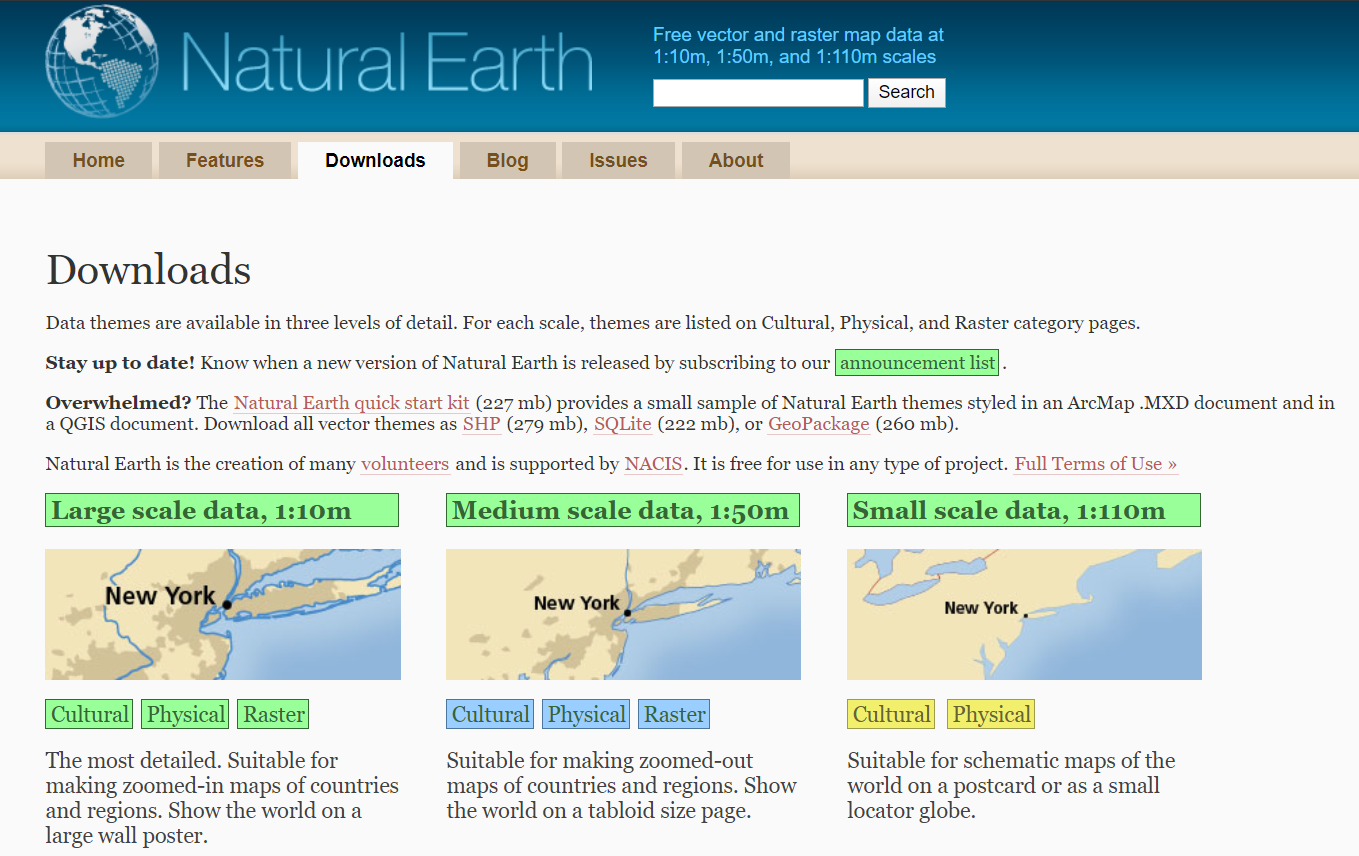 Natural Earth
Free vector and raster map data at
1:10m, 1:50m, and 1:110m scales
Search
Home
Features
Downloads
Blog
Issues
About
Downloads
Data themes are available in three levels of detail. For each scale, themes are listed on Cultural, Physical, and Raster category pages.
Stay up to date! Know when a new version of Natural Earth is released by subscribing to our announcement list .
Overwhelmed? The Natural Earth quick start kit (227 mb) provides a small sample of Natural Earth themes styled in an ArcMap .MXD document and in
a QGIS document. Download all vector themes as SHP (279 mb), SQLite (222 mb), or GeoPackage (260 mb).
Natural Earth is the creation of many volunteers and is supported by NACIS. It is free for use in any type of project. Full Terms of Use »
Large scale data, 1:10m
New York
Cultural Physical Raster
The most detailed. Suitable for
making zoomed-in maps of countries
and regions. Show the world on a
large wall poster.
Medium scale data, 1:50m
New York
Cultural Physical Raster
Suitable for making zoomed-out
maps of countries and regions. Show
the world on a tabloid size page.
Small scale data, 1:110m
New York
Cultural Physical
Suitable for schematic maps of the
world on a postcard or as a small
locator globe.